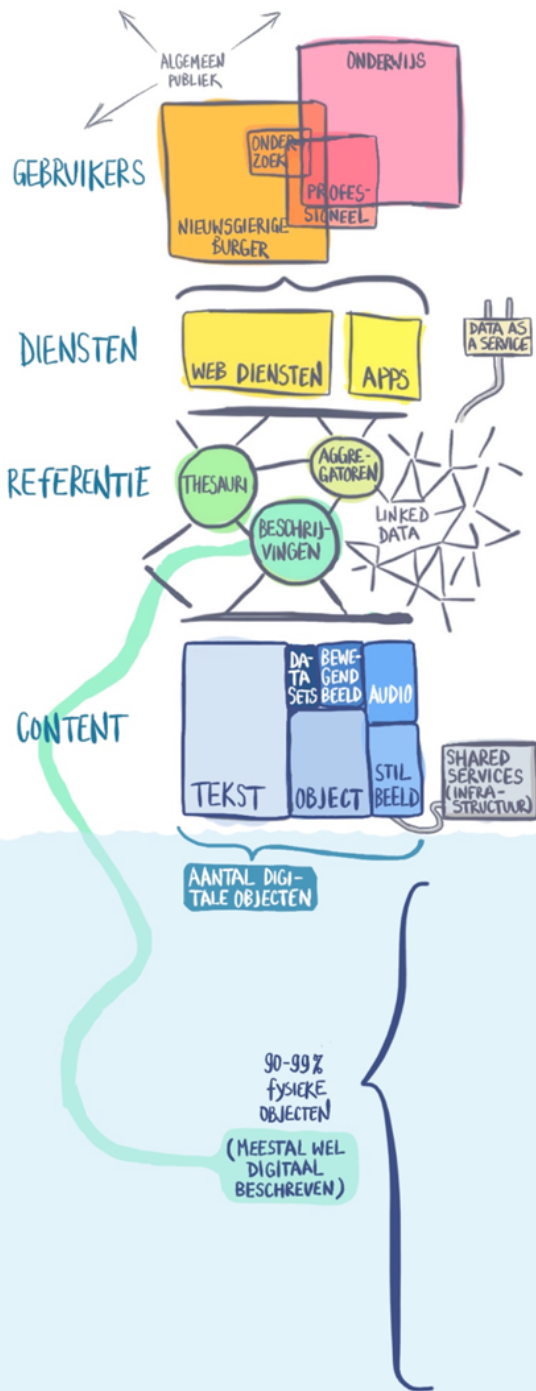 ALGEMEEN
PUBLIEK
ONDERWIJS
GEBRUIKERS
ONDER-
ZOEK
PROFES-
SIONEEL
NIEUWSGIERIGE
BURGER
DIENSTEN
WEB DIENSTEN
APPS
DATA AS
A SERVICE
REFERENTIE
THESAURI
AGGRE-
GATOREN
BESCHRIJ-
VINGEN
LINKED
DATA
CONTENT
TEKST
DA-
TA
SETS
BEWE-
GEND
BEELD
AUDIO
OBJECT
STIL
BEELD
SHARED
SERVICES
(INFRA-
STRUCTUUR)
AANTAL DIGI-
TALE OBJECTEN
90-99%
FYSIEKE
OBJECTEN
(MEESTAL WEL
DIGITAAL
BESCHREVEN)